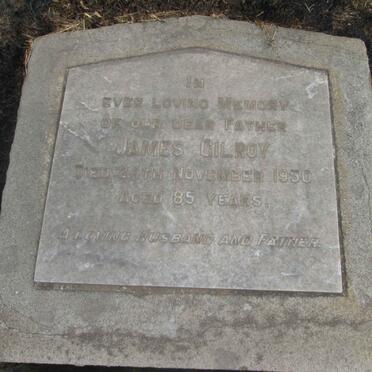 IN
EVER LOVING MEMORY
OF OUR DEAR FATHER
JAMES GILROY
DIED NOVEMBER 1950
AGED 85 YEARS.
A LOVING HUSBAND AND FATHER.